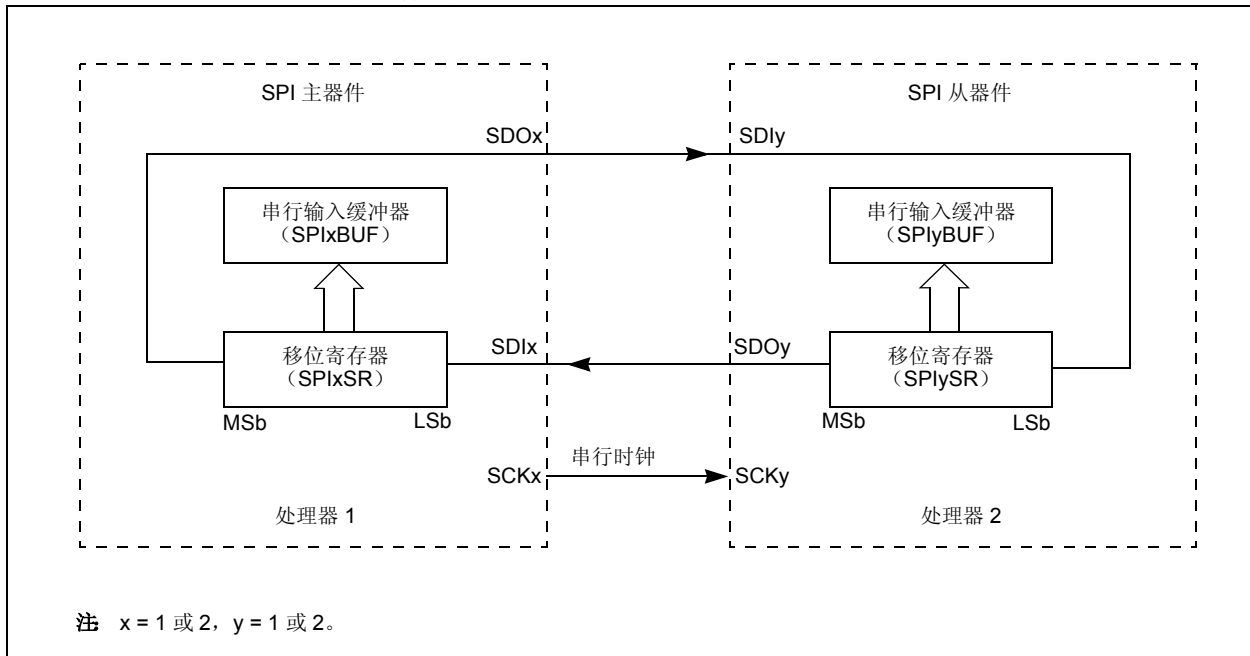 SPI 主器件
SPI 从器件
SDOx
SDIy
串行输入缓冲器
（SPIxBUF）
串行输入缓冲器
（SPIyBUF）
移位寄存器
（SPIxSR）
SDIx
SDOy
移位寄存器
（SPIySR）
MSb
LSb
MSb
LSb
SCKx
串行时钟
SCKy
处理器 1
处理器 2
注: x = 1 或 2，y = 1 或 2。